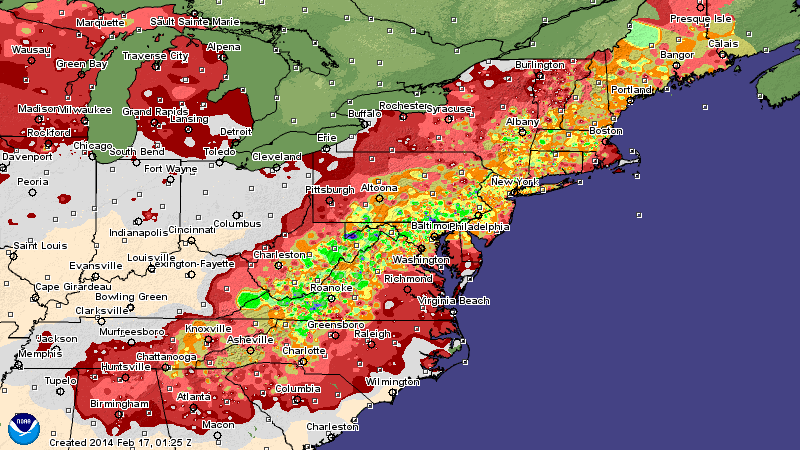 Presque Isle
Marquette
Sault Sainte Marie
Calais
Wausau
Alpena
Traverse City
Bangor
Green Bay
Burlington
Portland
Rochester
Syracuse
Madison
Milwaukee
Grand Rapids
Lansing
Buffalo
Albany
Rockford
Detroit
Boston
Erie
Chicago
South Bend
Toledo
Davenport
Cleveland
Fort Wayne
Peoria
Pittsburgh
Altoona
New York
Columbus
Indianapolis
Cincinnati
Baltimo
Philadelphia
Saint Louis
Louisville
Charleston
Washington
Evansville
Lexington-Fayette
Richmond
Cape Girardeau
Bowling Green
Roanoke
Virginia Beach
Clarksville
Greensboro
Murfreesboro
Knoxville
Raleigh
Jackson
Asheville
Memphis
Chattanooga
Charlotte
Huntsville
Tupelo
Wilmington
Columbia
Birmingham
Atlanta
Macon
Charleston
NOAA
Created 2014 Feb 17, 01:25 Z